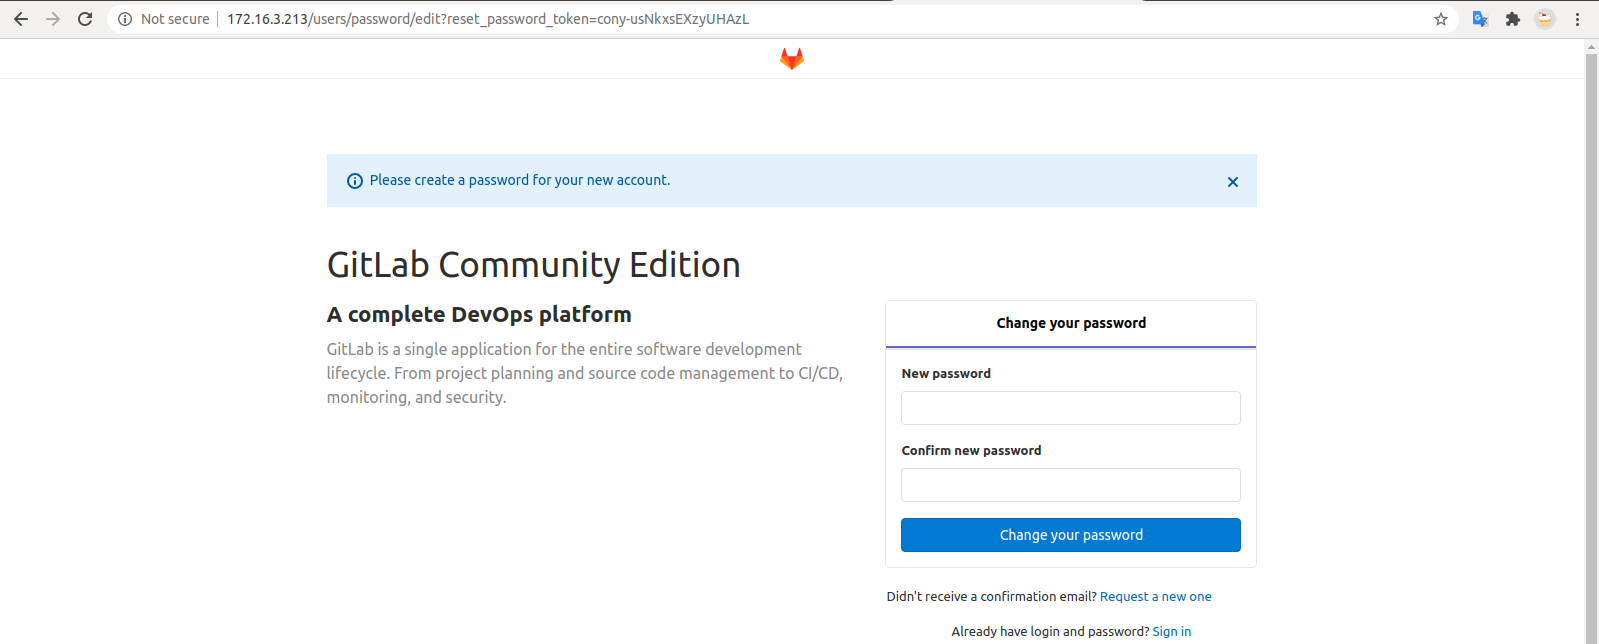 Not secure 172.16.3.213/users/password/edit?reset_password_token=cony-usNkxsEXzyUHAzL
Please create a password for your new account.
GitLab Community Edition
A complete DevOps platform
GitLab is a single application for the entire software development
lifecycle. From project planning and source code management to CI/CD,
monitoring, and security.
Change your password
New password
Confirm new password
Change your password
Didn't receive a confirmation email? Request a new one
Already have login and password? Sign in